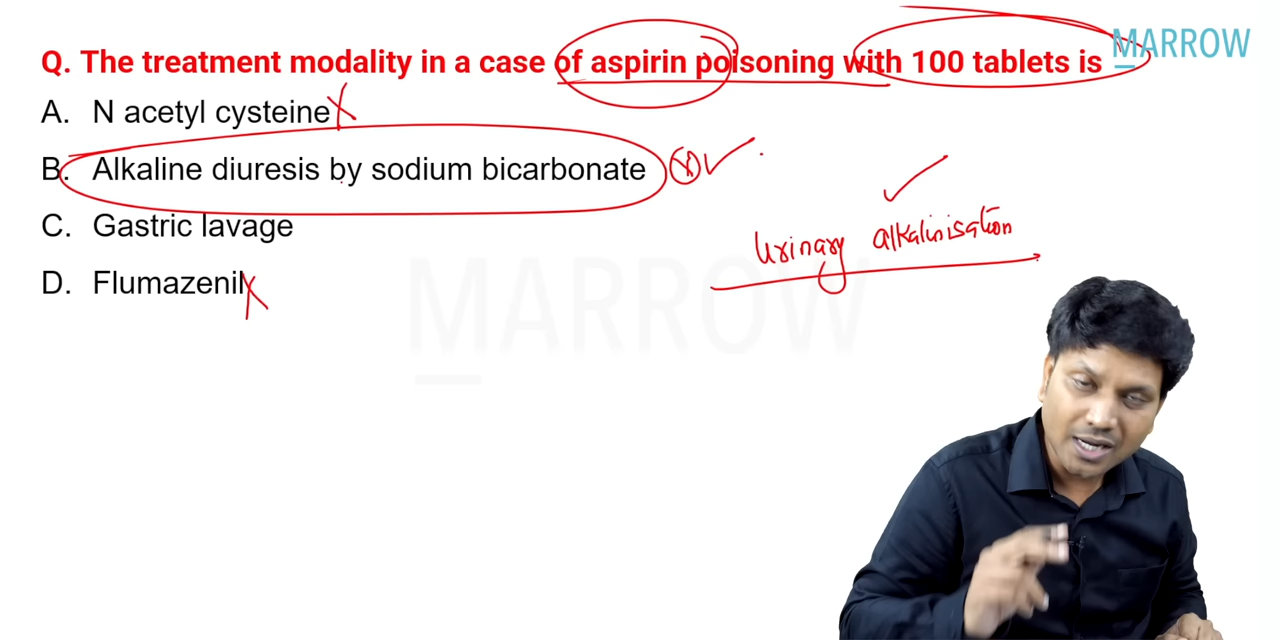 MARROW
Q. The treatment modality in a case of aspirin poisoning with 100 tablets is
A. N acetyl cysteine
B. Alkaline diuresis by sodium bicarbonate
C. Gastric lavage
D. Flumazenil
Urinary alkalinisation
MARROW